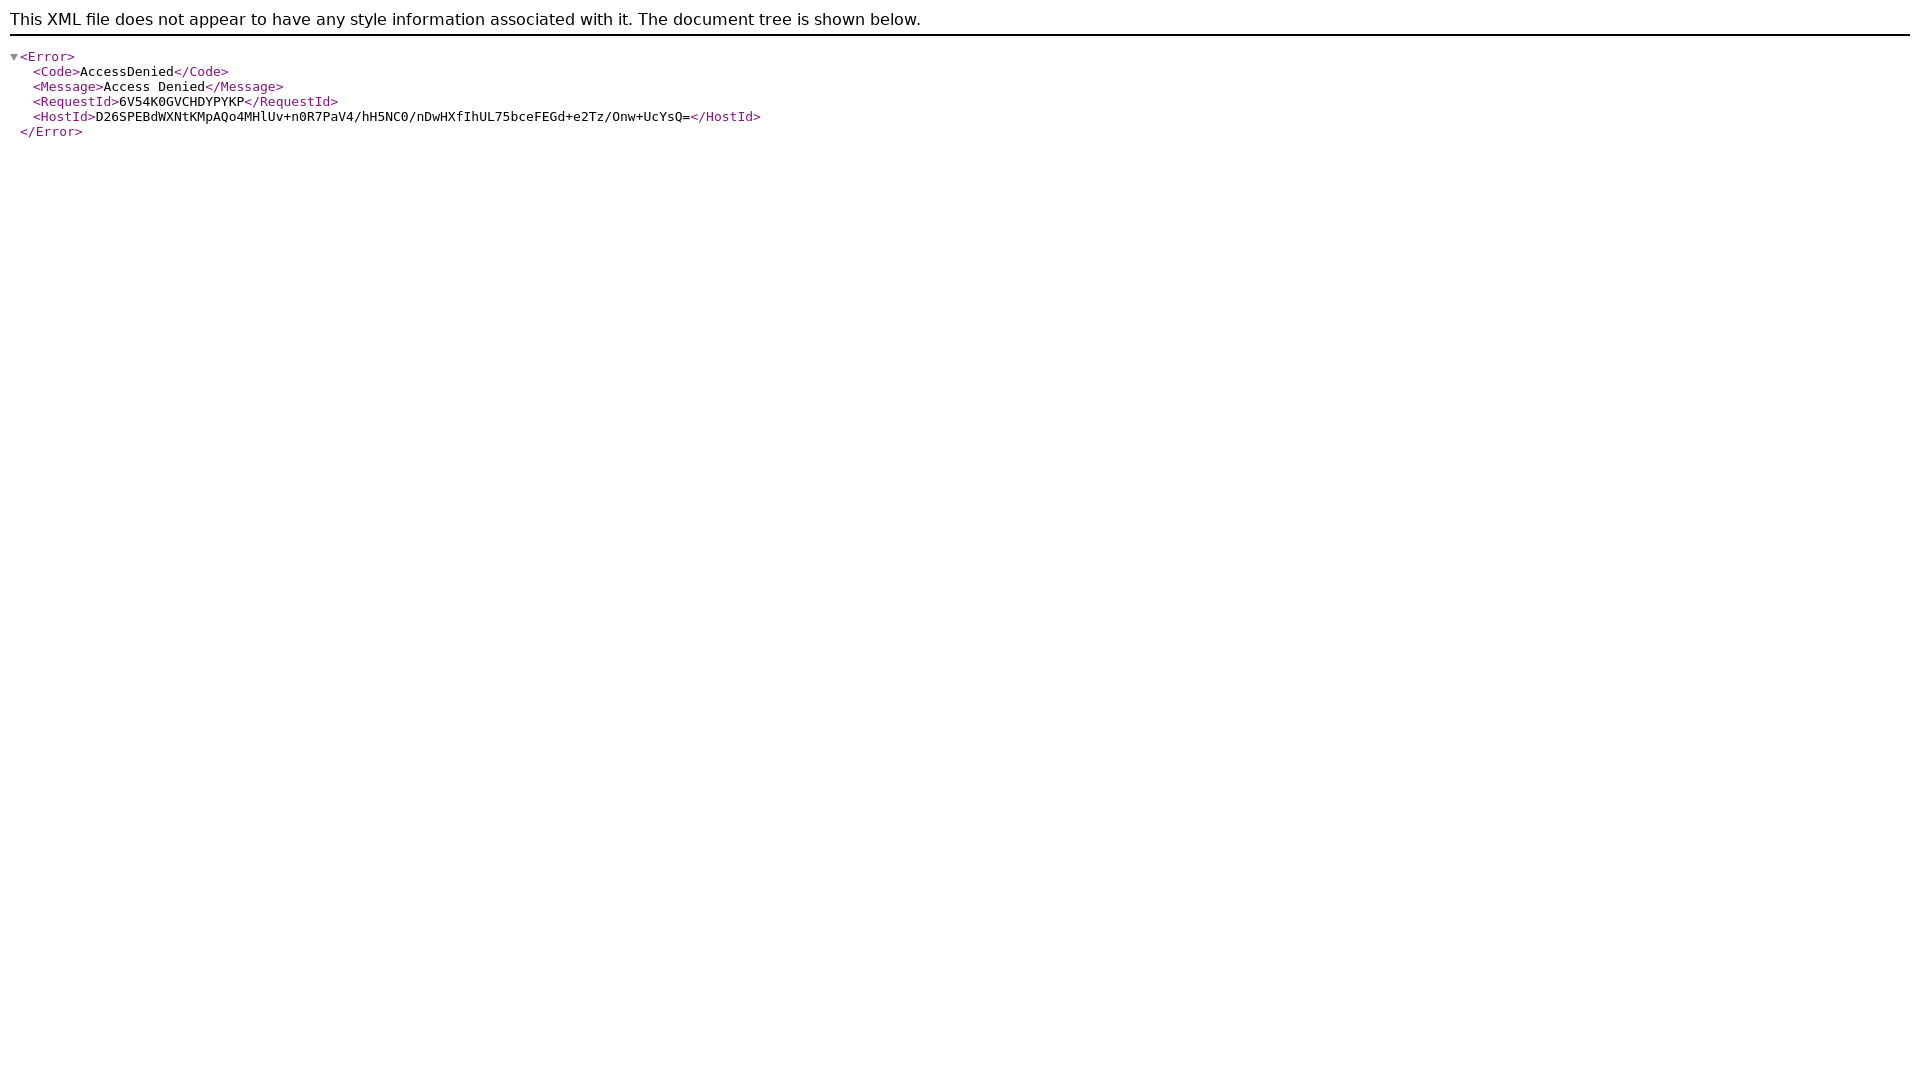 This XML file does not appear to have any style information associated with it. The document tree is shown below.
<Error>
<Code>AccessDenied</Code>
<Message>Access Denied</Message>
<RequestId>6V54K0GVCHDYPYKP</RequestId>
<HostId>D26SPEBdWXNtKMpAQo4MHlUv+n0R7PaV4/hH5NC0/nDwHXfIhUL75bceFEGd+e2Tz/Onw+UcYsQ=</HostId>
</Error>